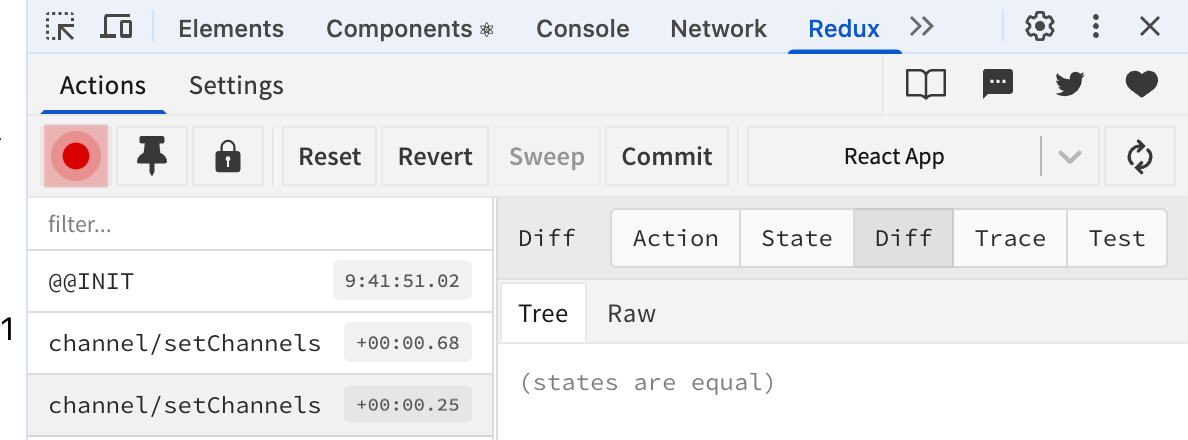 Elements Components Console Network Redux
Actions Settings
Reset Revert Sweep Commit React App
filter...
Diff Action State Diff Trace Test
@@INIT 9:41:51.02
Tree Raw
1
channel/setChannels +00:00.68
(states are equal)
channel/setChannels +00:00.25